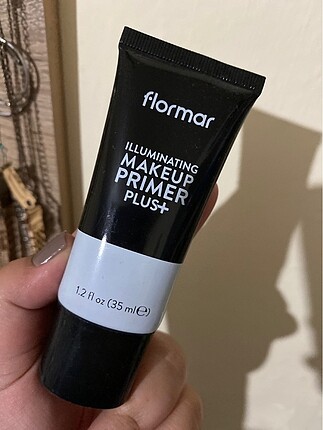 flormar
ILLUMINATING
MAKEUP
PRIMER
PLUS+
1.2 fl oz (35 ml℮)